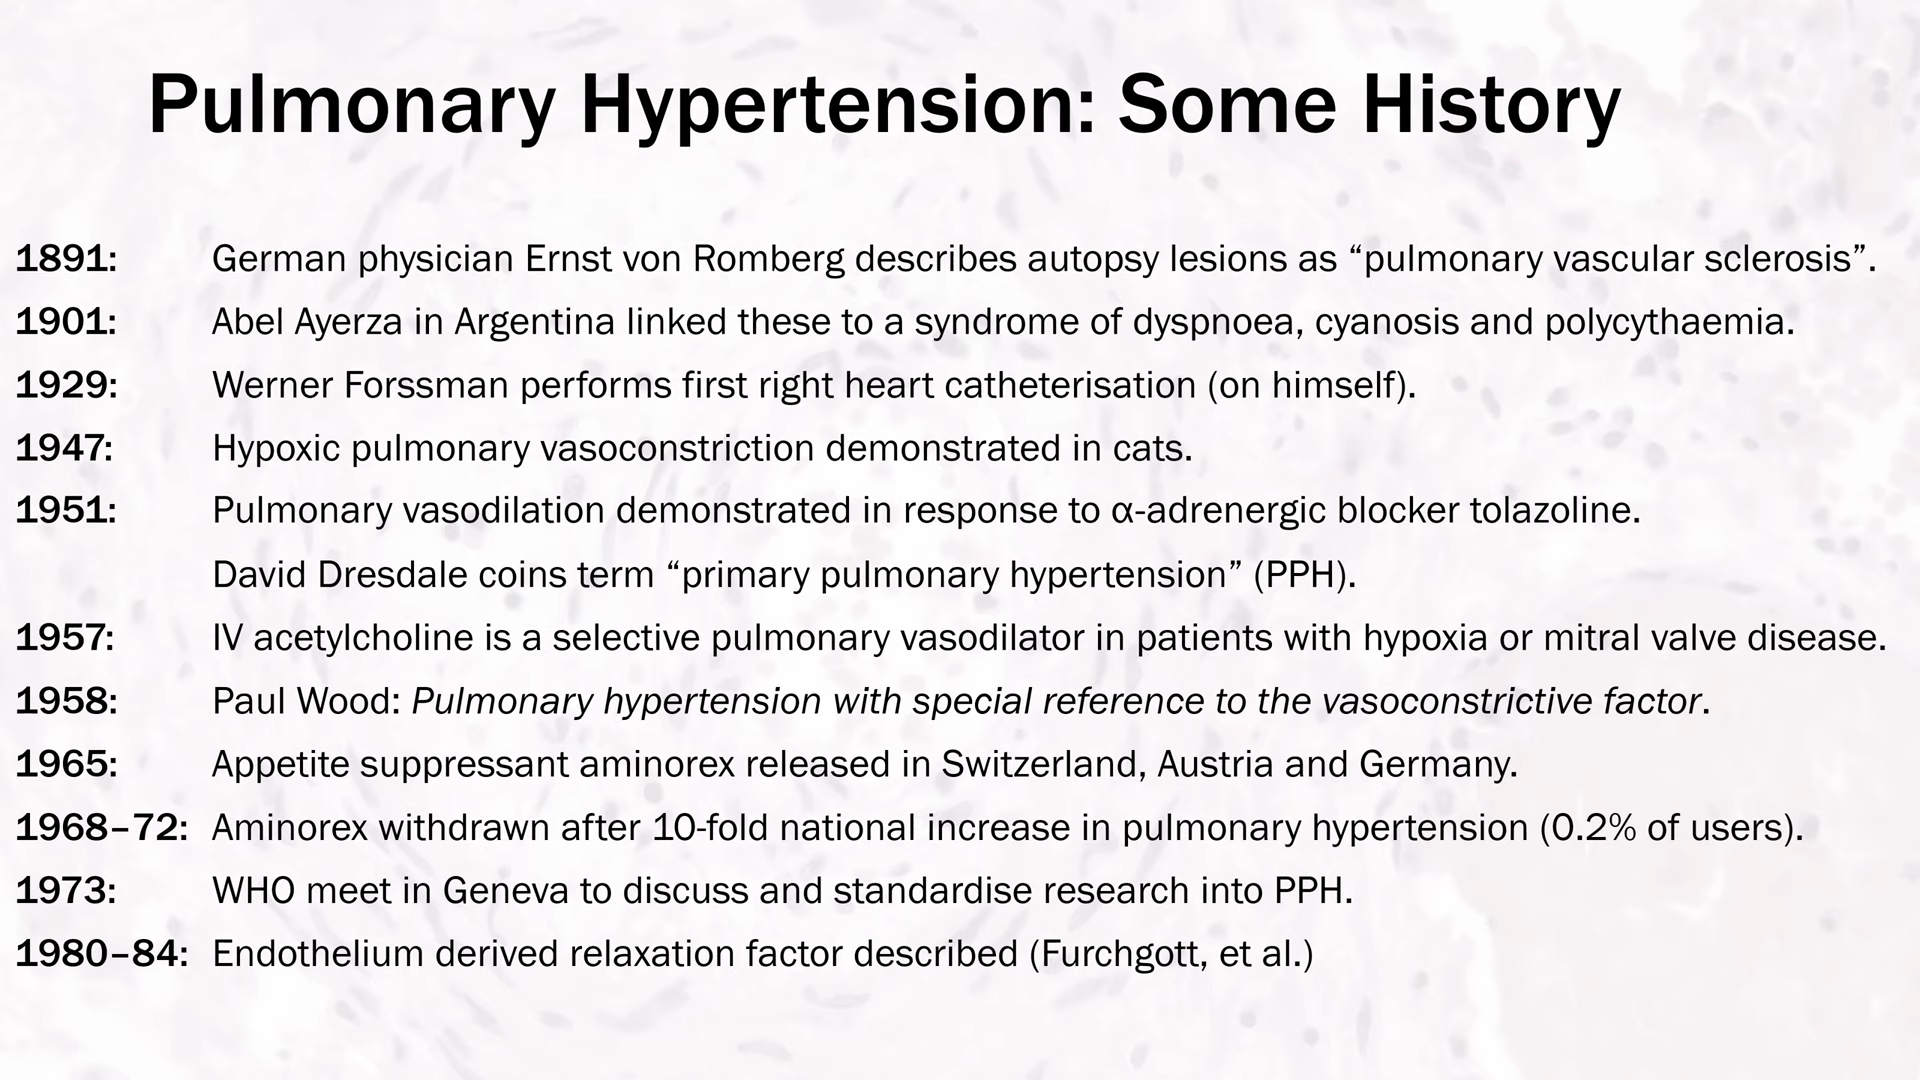 Pulmonary Hypertension: Some History
1891: German physician Ernst von Romberg describes autopsy lesions as “pulmonary vascular sclerosis”.
1901: Abel Ayerza in Argentina linked these to a syndrome of dyspnoea, cyanosis and polycythaemia.
1929: Werner Forssman performs first right heart catheterisation (on himself).
1947: Hypoxic pulmonary vasoconstriction demonstrated in cats.
1951: Pulmonary vasodilation demonstrated in response to α-adrenergic blocker tolazoline.
David Dresdale coins term “primary pulmonary hypertension” (PPH).
1957: IV acetylcholine is a selective pulmonary vasodilator in patients with hypoxia or mitral valve disease.
1958: Paul Wood: Pulmonary hypertension with special reference to the vasoconstrictive factor.
1965: Appetite suppressant aminorex released in Switzerland, Austria and Germany.
1968–72: Aminorex withdrawn after 10-fold national increase in pulmonary hypertension (0.2% of users).
1973: WHO meet in Geneva to discuss and standardise research into PPH.
1980–84: Endothelium derived relaxation factor described (Furchgott, et al.)